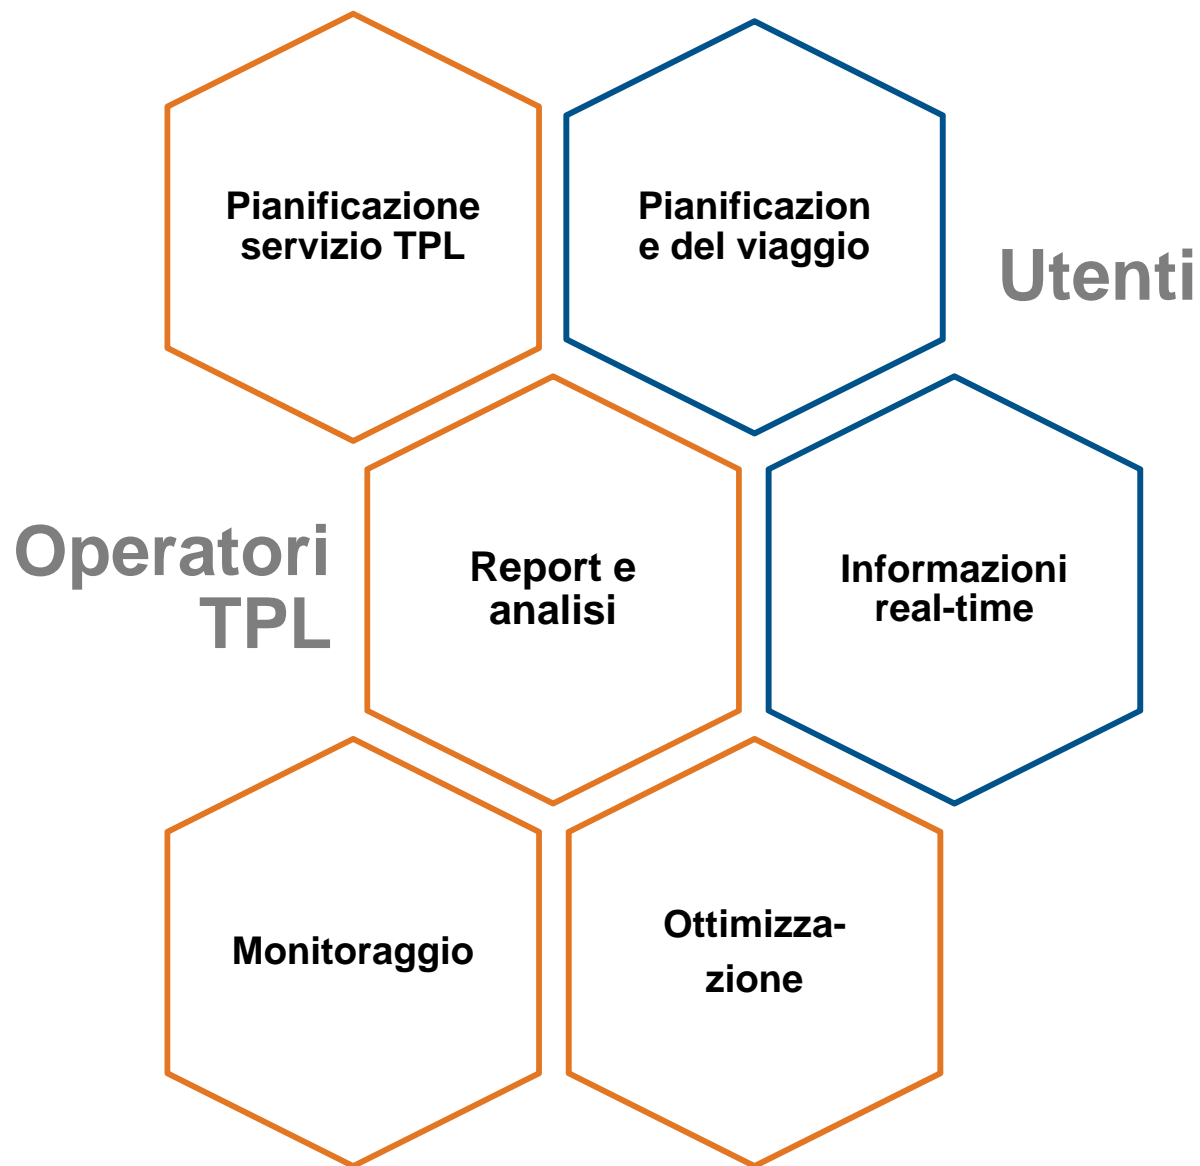 Pianificazione
servizio TPL
Pianificazion
e del viaggio
Utenti
Operatori
TPL
Report e
analisi
Informazioni
real-time
Monitoraggio
Ottimizza-
zione